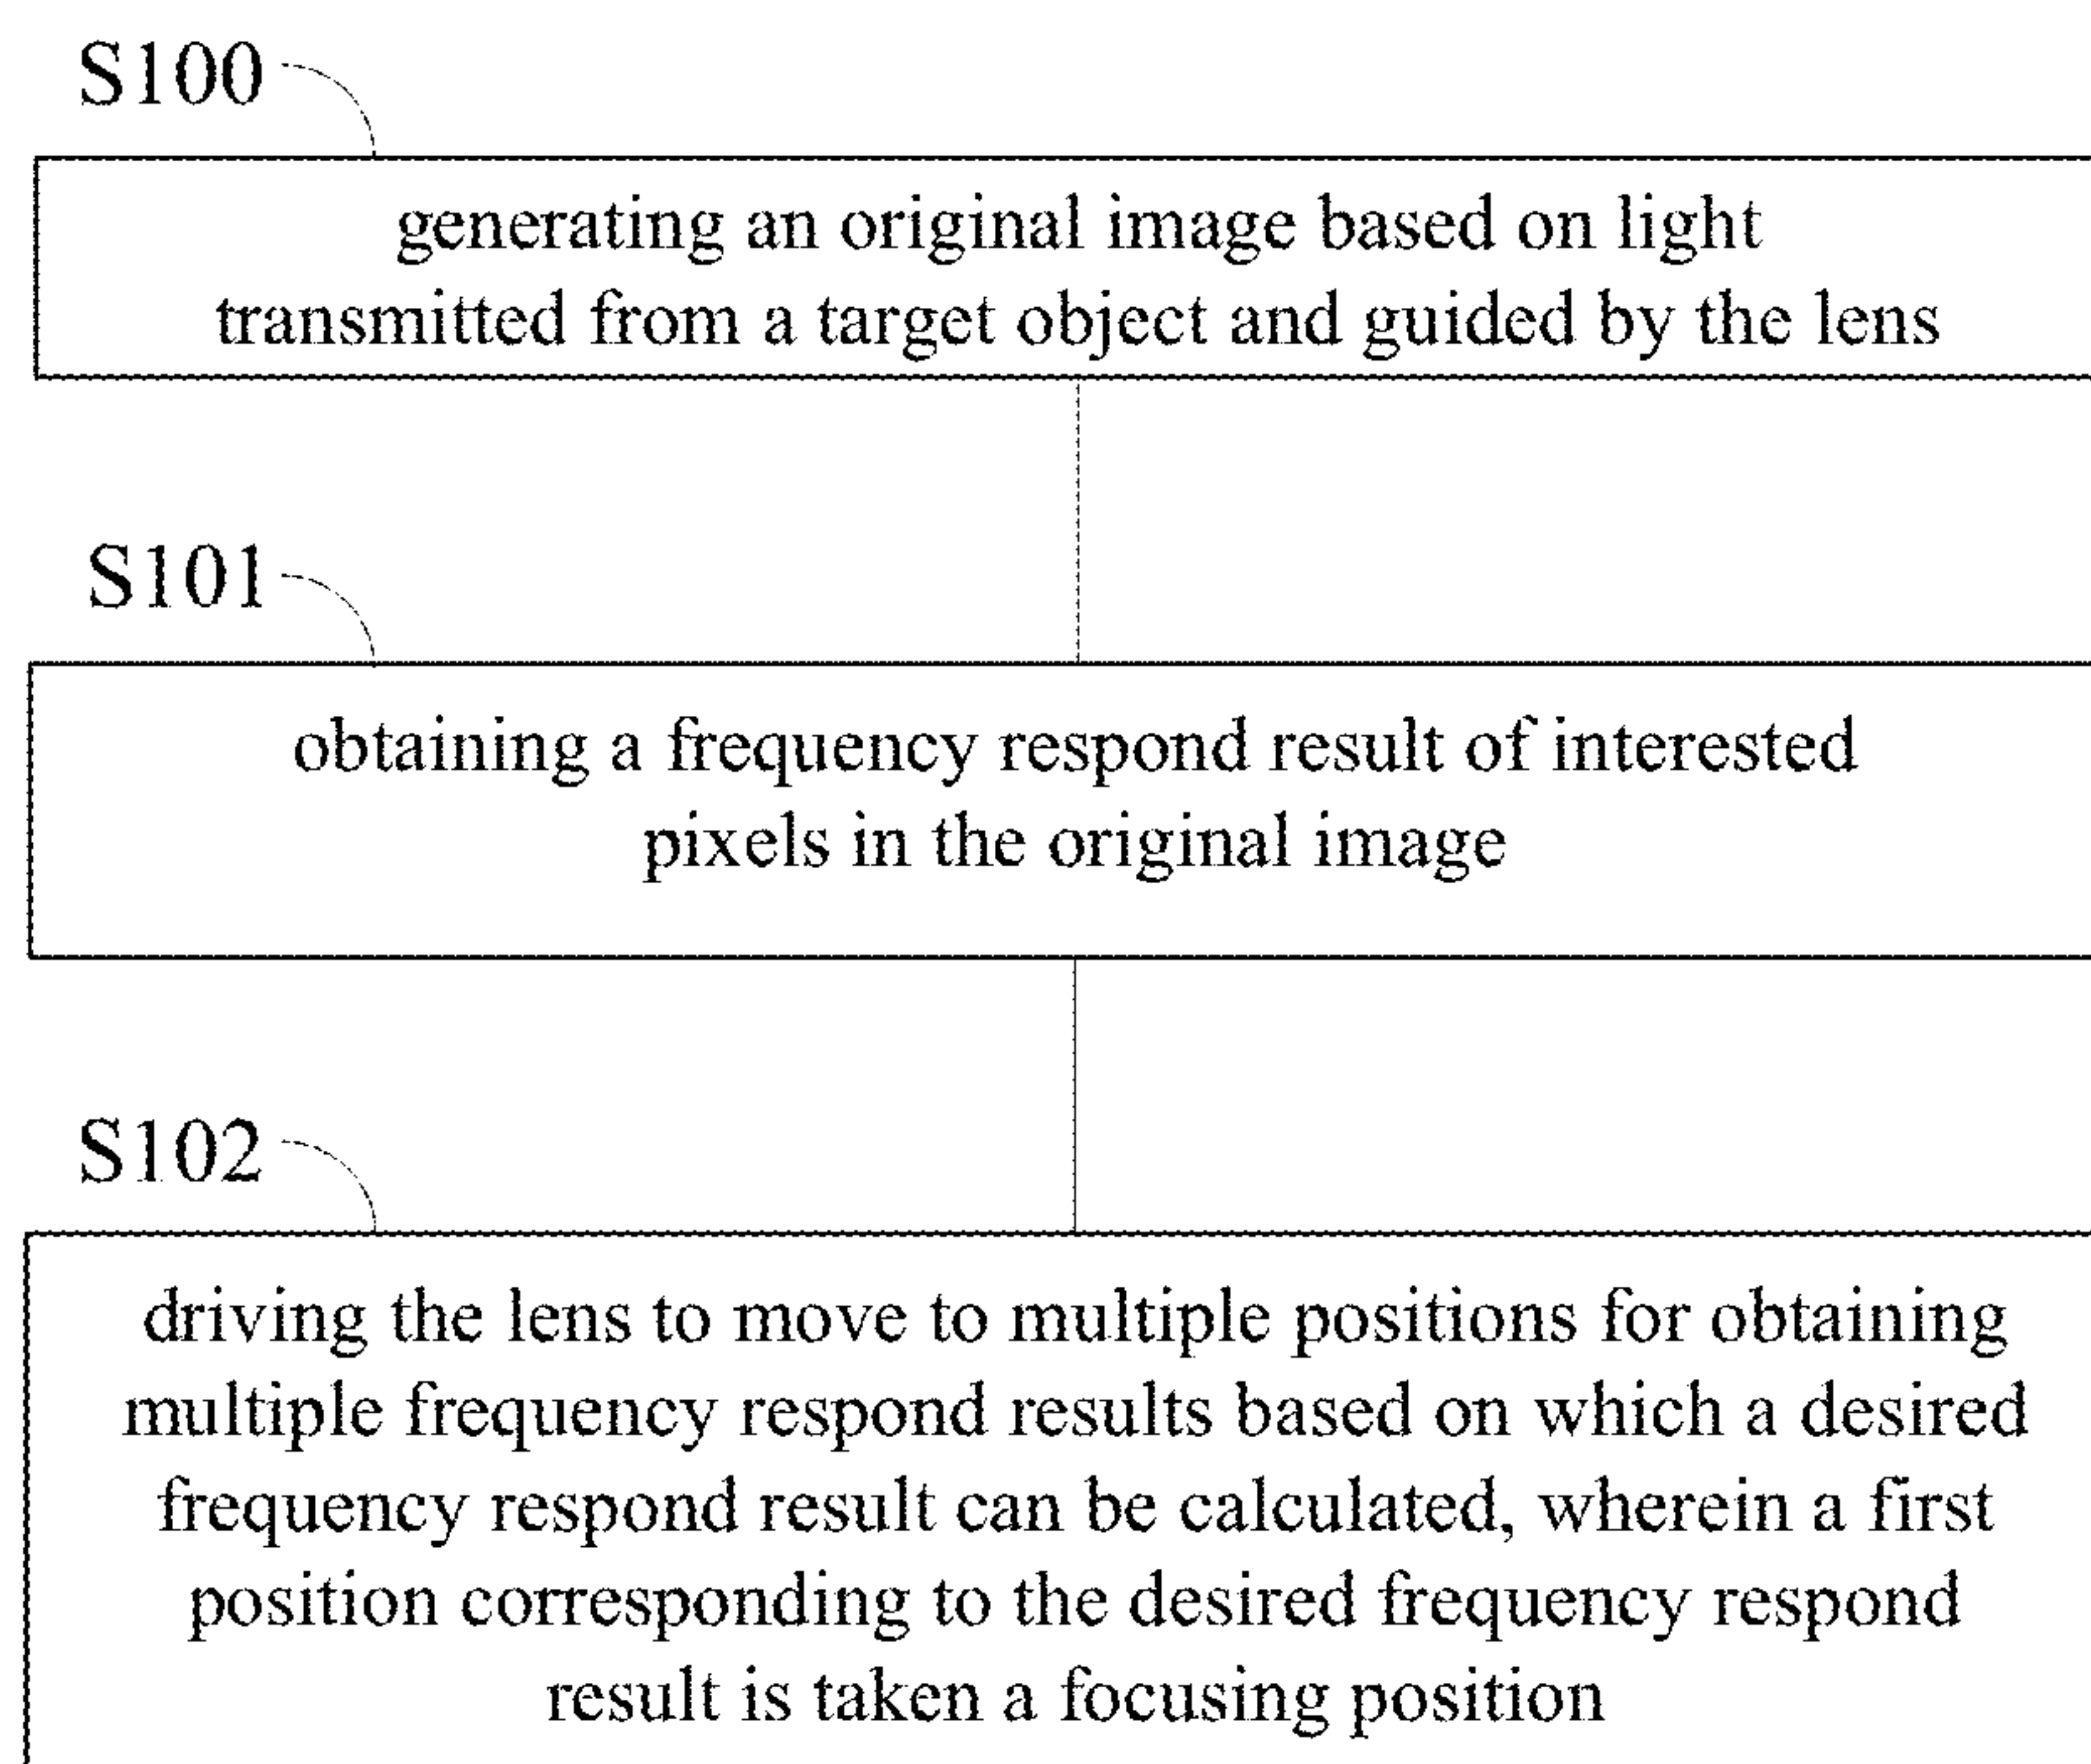 S100
generating an original image based on light
transmitted from a target object and guided by the lens
S101
obtaining a frequency respond result of interested
pixels in the original image
S102
driving the lens to move to multiple positions for obtaining
multiple frequency respond results based on which a desired
frequency respond result can be calculated, wherein a first
position corresponding to the desired frequency respond
result is taken a focusing position